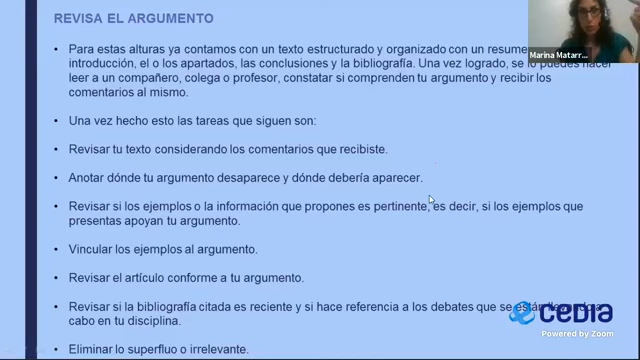 REVISA EL ARGUMENTO
• Para estas alturas ya contamos con un texto estructurado y organizado con un resumen
introducción, el o los apartados, las conclusiones y la bibliografía. Una vez logrado, se lo puedes hacer
leer a un compañero, colega o profesor, constatar si comprenden tu argumento y recibir los
comentarios al mismo.
• Una vez hecho esto las tareas que siguen son:
• Revisar tu texto considerando los comentarios que recibiste.
• Anotar dónde tu argumento desaparece y dónde debería aparecer.
• Revisar si los ejemplos o la información que propones es pertinente, es decir, si los ejemplos que
presentas apoyan tu argumento.
• Vincular los ejemplos al argumento.
• Revisar el artículo conforme a tu argumento.
• Revisar si la bibliografía citada es reciente y si hace referencia a los debates que se están llevando a
cabo en tu disciplina.
• Eliminar lo superfluo o irrelevante.
Marina Matarr...
cedia
Powered by Zoom